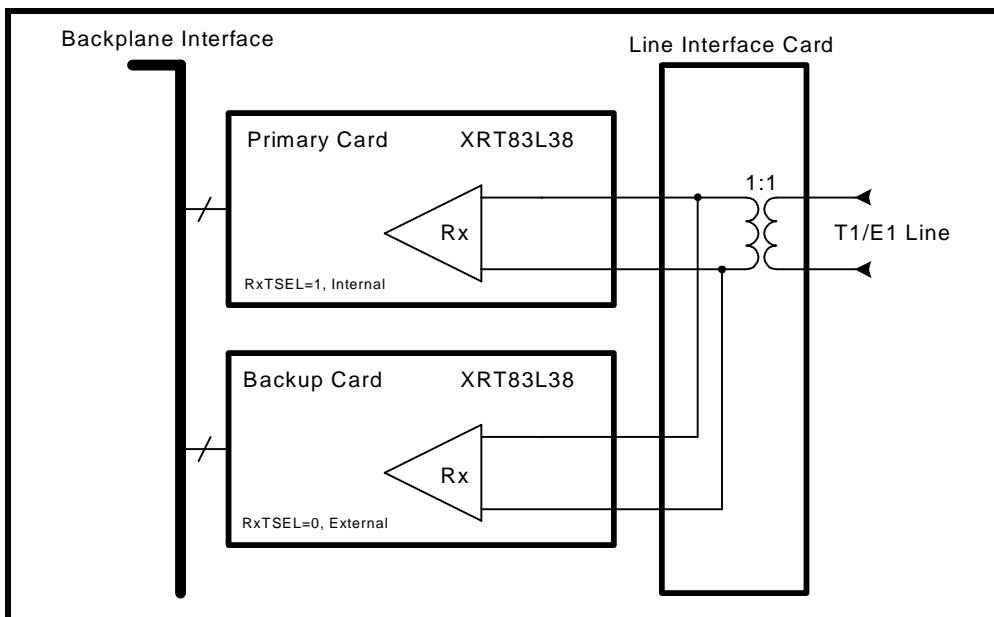 Backplane Interface
Line Interface Card
Primary Card XRT83L38
Rx
RxTSEL=1, Internal
1:1
T1/E1 Line
Backup Card XRT83L38
Rx
RxTSEL=0, External